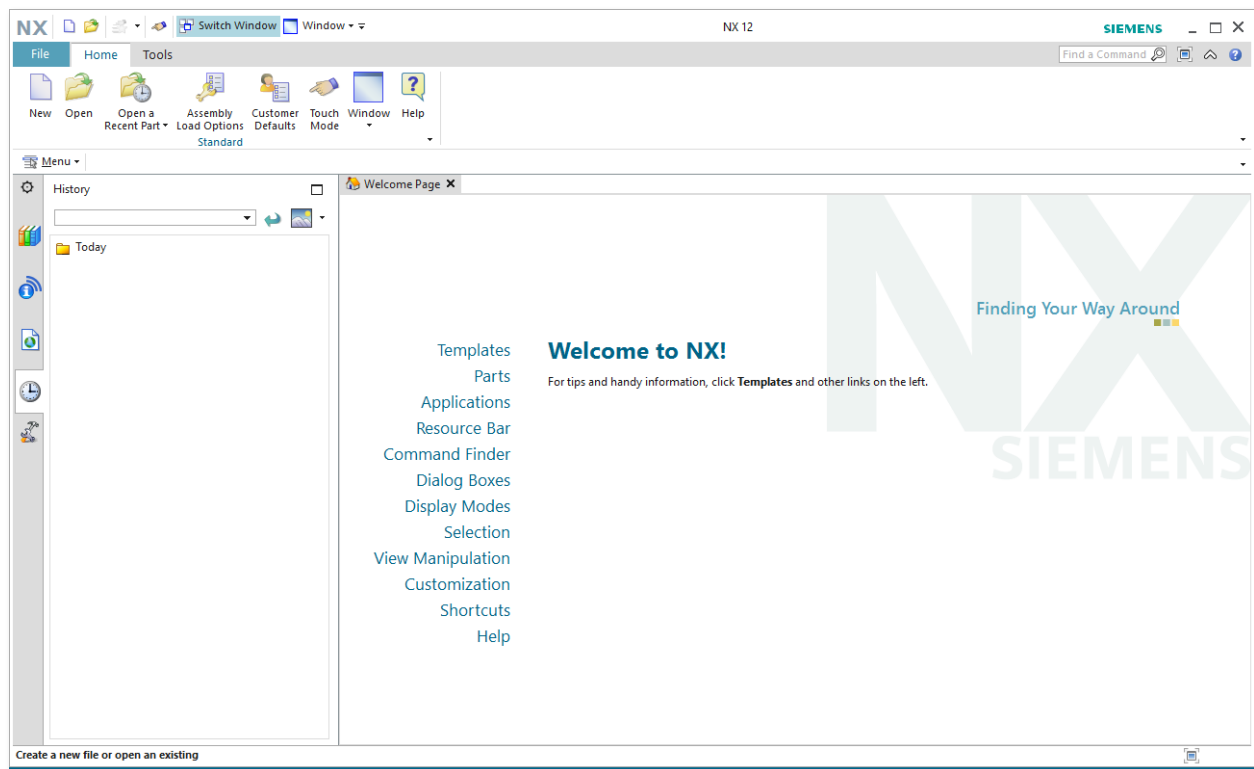 NX Switch Window Window NX 12 SIEMENS
File Home Tools Find a Command
New Open Open a Recent Part Assembly Load Options Customer Defaults Touch Mode Window Help
Standard
Menu
History
Welcome Page
Today
NX
SIEMENS
Finding Your Way Around
Templates
Parts
Applications
Resource Bar
Command Finder
Dialog Boxes
Display Modes
Selection
View Manipulation
Customization
Shortcuts
Help
Welcome to NX!
For tips and handy information, click Templates and other links on the left.
Create a new file or open an existing